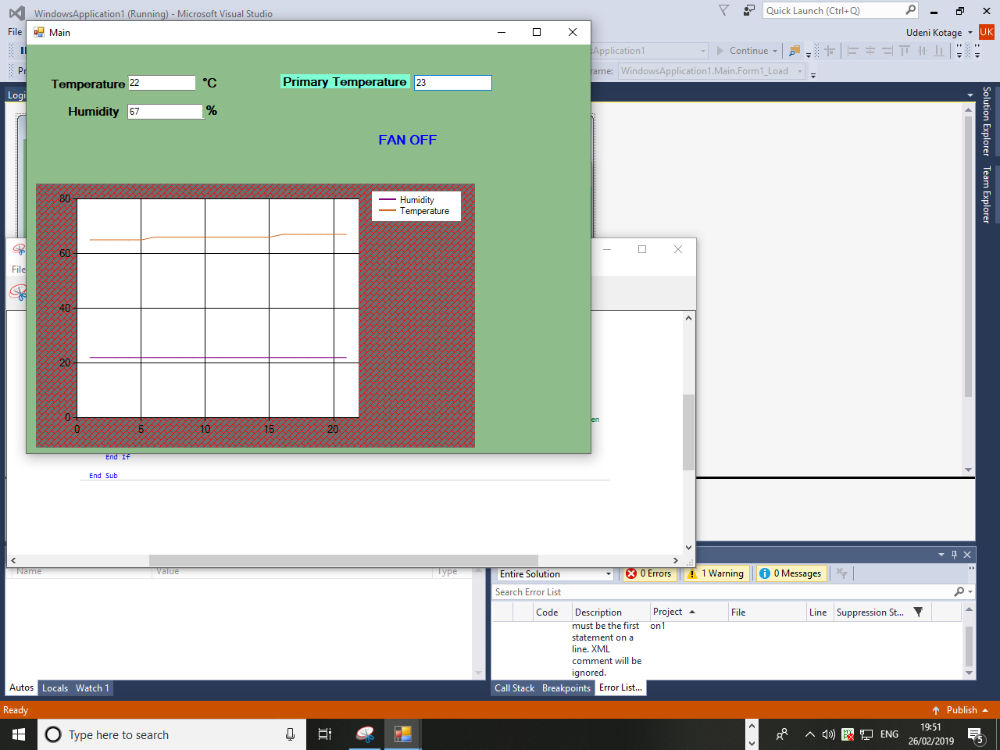 WindowsApplication1 (Running) - Microsoft Visual Studio
Quick Launch (Ctrl+Q)
File
Udeni Kotage
UK
Main
Application1
Continue
ame:
WindowsApplication1.Main.Form1_Load
Temperature 22 °C
Primary Temperature 23
Humidity 67 %
FAN OFF
Humidity
Temperature
80
60
40
20
0
0 5 10 15 20
File
en
End If
End Sub
Solution Explorer
Team Explorer
Name Value Type
Entire Solution
0 Errors
1 Warning
0 Messages
Search Error List
Code Description Project File Line Suppression St...
must be the first on1
statement on a
line. XML
comment will be
ignored.
Autos Locals Watch 1
Call Stack Breakpoints Error List...
Ready
Publish
Type here to search
ENG
19:51
26/02/2019
5